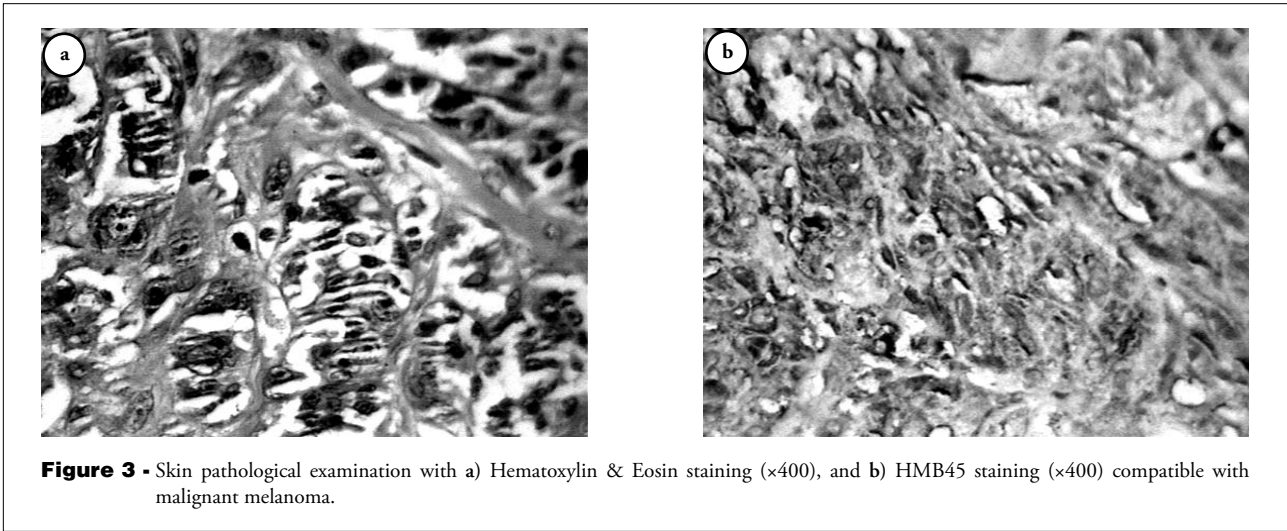 a
b
Figure 3 - Skin pathological examination with a) Hematoxylin & Eosin staining (×400), and b) HMB45 staining (×400) compatible with
malignant melanoma.